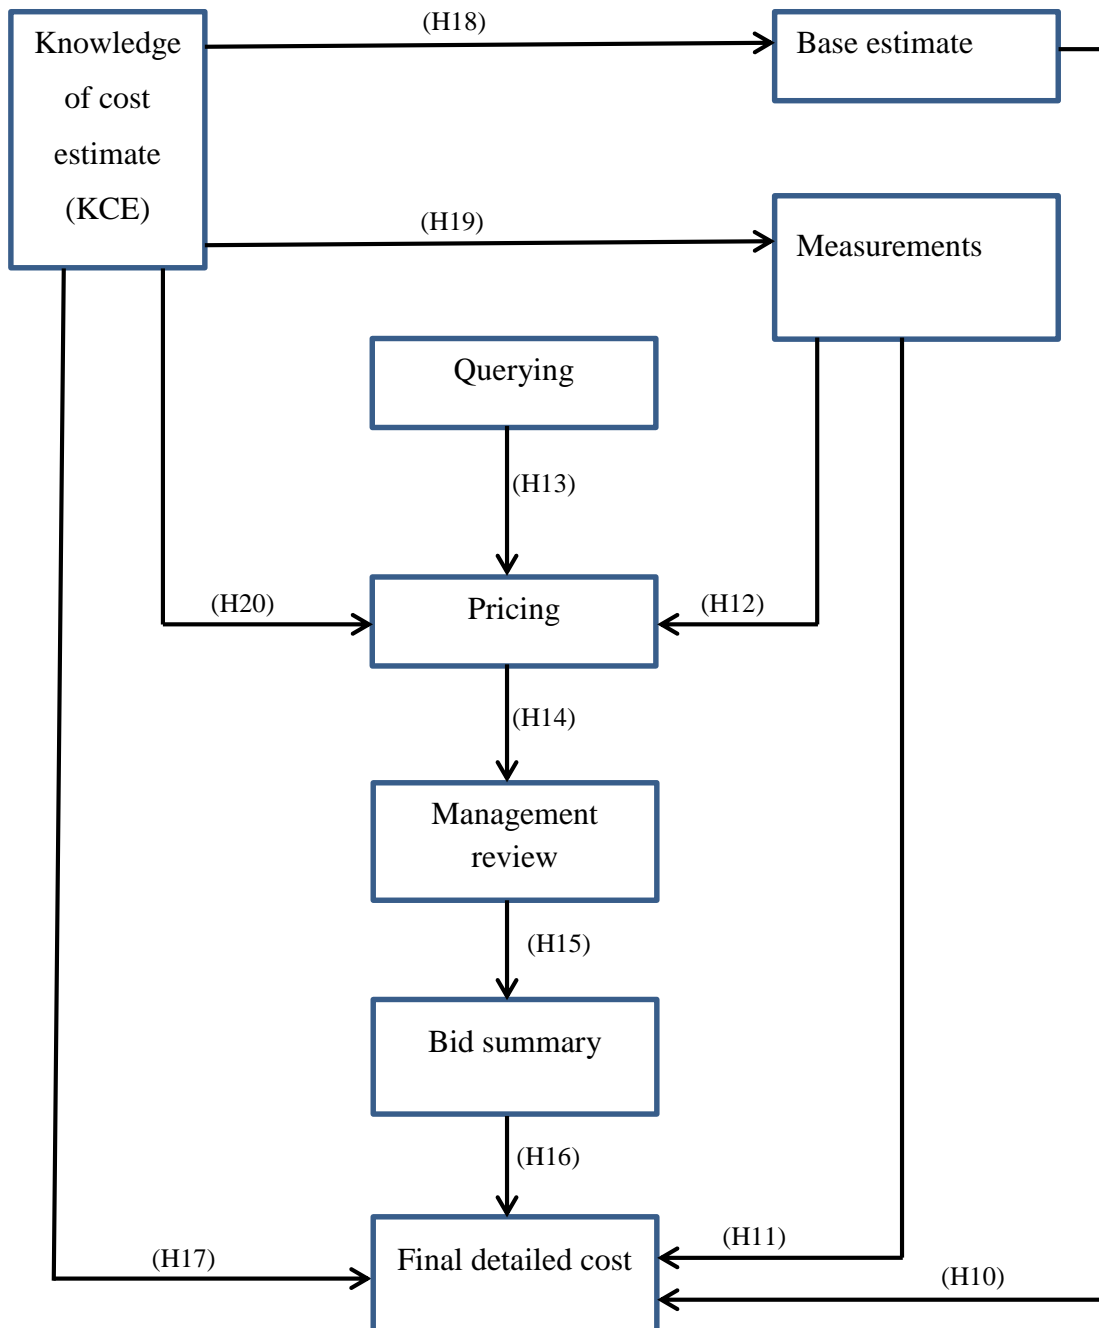 Knowledge
of cost
estimate
(KCE)
(H18)
Base estimate
(H19)
Measurements
Querying
(H13)
(H20)
Pricing
(H12)
(H14)
Management
review
(H15)
Bid summary
(H16)
(H17)
Final detailed cost
(H11)
(H10)